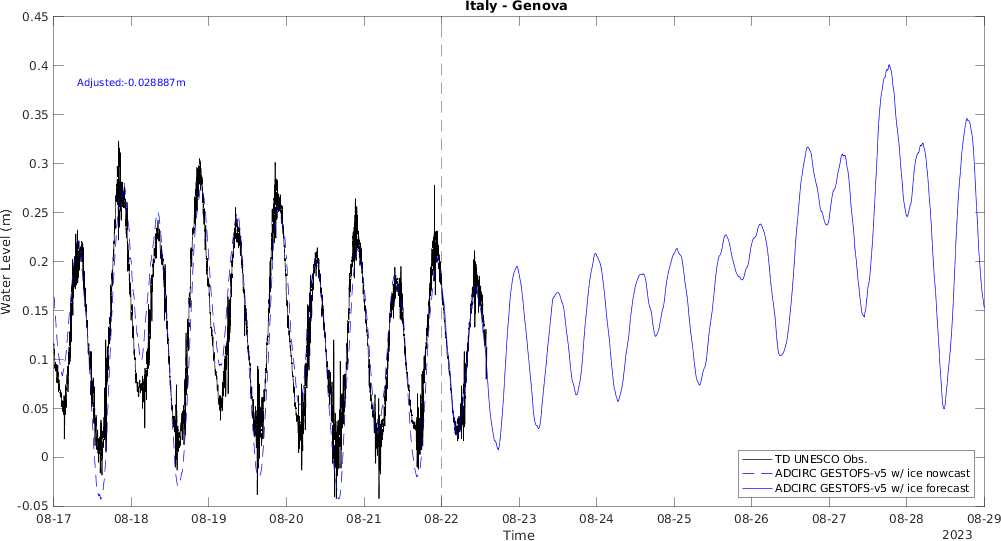 Italy - Genova
0.45
0.4
0.35
0.3
0.25
0.2
0.15
0.1
0.05
0
-0.05
Water Level (m)
Adjusted:-0.028887m
TD UNESCO Obs.
ADCIRC GESTOFS-v5 w/ ice nowcast
ADCIRC GESTOFS-v5 w/ ice forecast
08-17 08-18 08-19 08-20 08-21 08-22 08-23 08-24 08-25 08-26 08-27 08-28 08-29
Time
2023